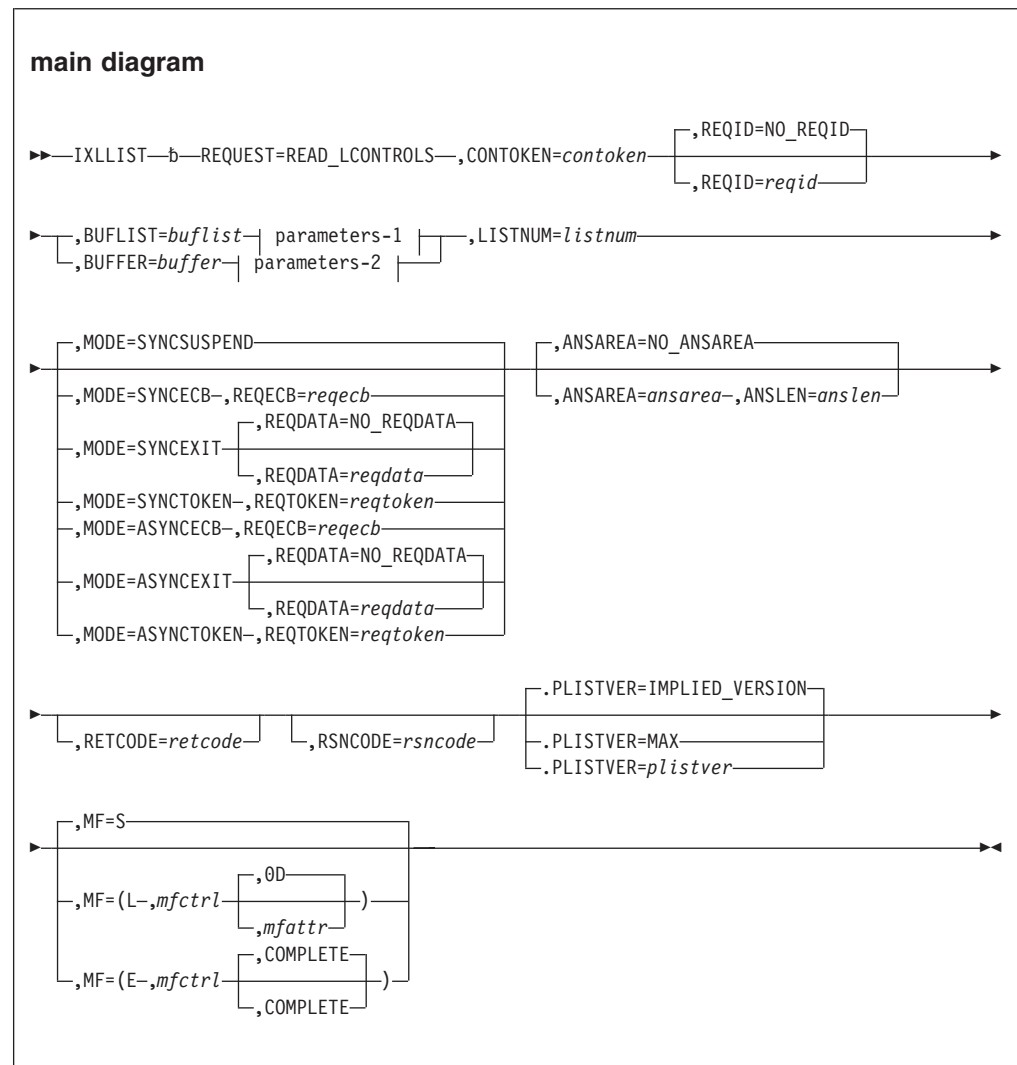 main diagram
,REQID=NO_REQID
IXLLIST ␢ REQUEST=READ_LCONTROLS ,CONTOKEN=contoken
,REQID=reqid
,BUFLIST=buflist parameters-1 ,LISTNUM=listnum
,BUFFER=buffer parameters-2
,MODE=SYNCSUSPEND ,ANSAREA=NO_ANSAREA
,MODE=SYNCECB ,REQECB=reqecb ,ANSAREA=ansarea ,ANSLEN=anslen
,REQDATA=NO_REQDATA
,MODE=SYNCEXIT
,REQDATA=reqdata
,MODE=SYNCTOKEN ,REQTOKEN=reqtoken
,MODE=ASYNCECB ,REQECB=reqecb
,REQDATA=NO_REQDATA
,MODE=ASYNCEXIT
,REQDATA=reqdata
,MODE=ASYNCTOKEN ,REQTOKEN=reqtoken
.PLISTVER=IMPLIED_VERSION
,RETCODE=retcode ,RSNCODE=rsncode .PLISTVER=MAX
.PLISTVER=plistver
,MF=S
,0D
,MF=(L ,mfctrl )
,mfattr
,COMPLETE
,MF=(E ,mfctrl )
,COMPLETE